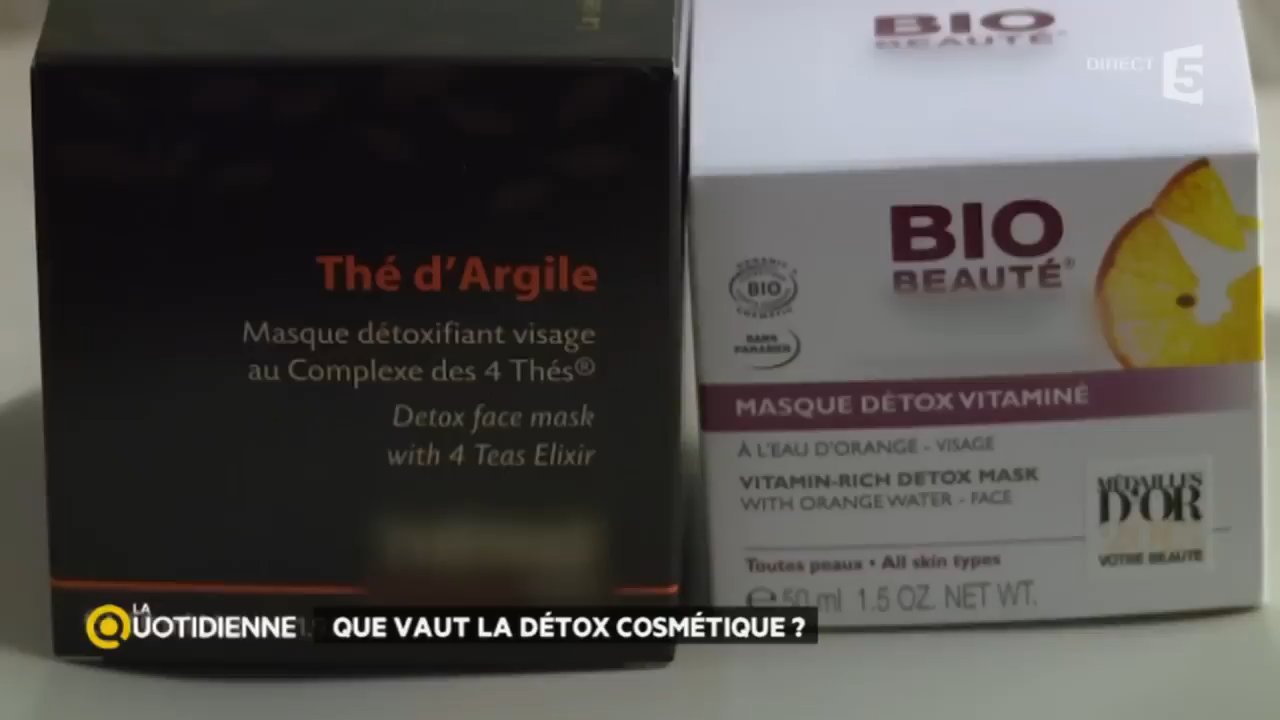 BIO
BEAUTÉ
DIRECT 5
Thé d'Argile
Masque détoxifiant visage
au Complexe des 4 Thés®
Detox face mask
with 4 Teas Elixir
BIO
BEAUTÉ®
BIO
SANS
PARABEN
MASQUE DÉTOX VITAMINÉ
À L'EAU D'ORANGE - VISAGE
VITAMIN-RICH DETOX MASK
WITH ORANGE WATER - FACE
MÉDAILLES
D'OR
VOTRE BEAUTÉ
Toutes peaux • All skin types
℮ 50 ml 1.5 OZ. NET WT.
LA
QUOTIDIENNE
QUE VAUT LA DÉTOX COSMÉTIQUE ?